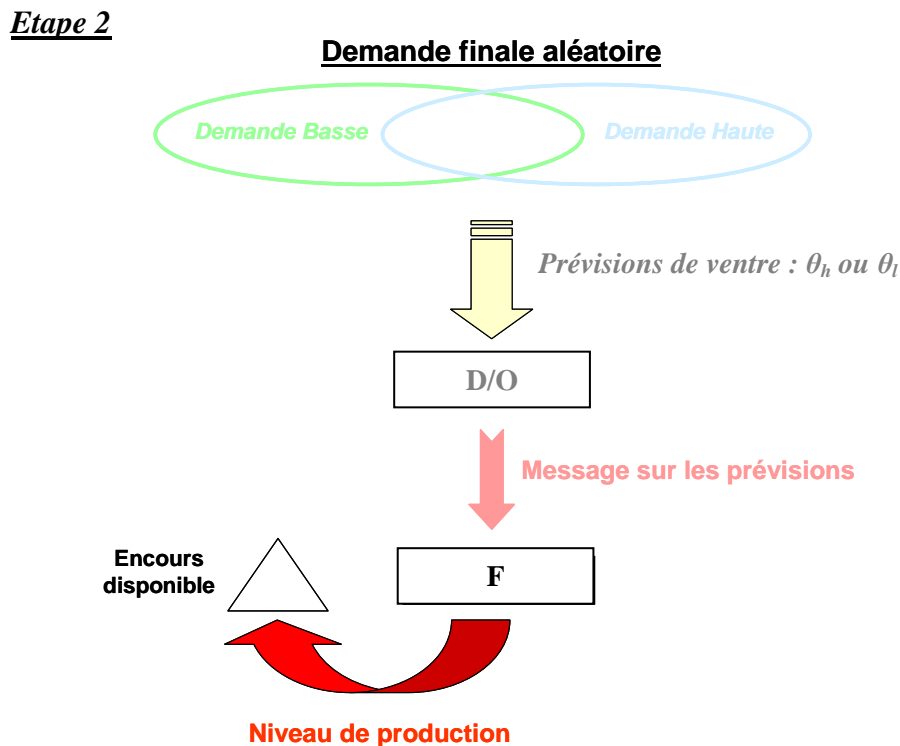 Etape 2
Demande finale aléatoire
Demande Basse
Demande Haute
Prévisions de ventre : θh ou θl
D/O
Message sur les prévisions
Encours
disponible
F
Niveau de production